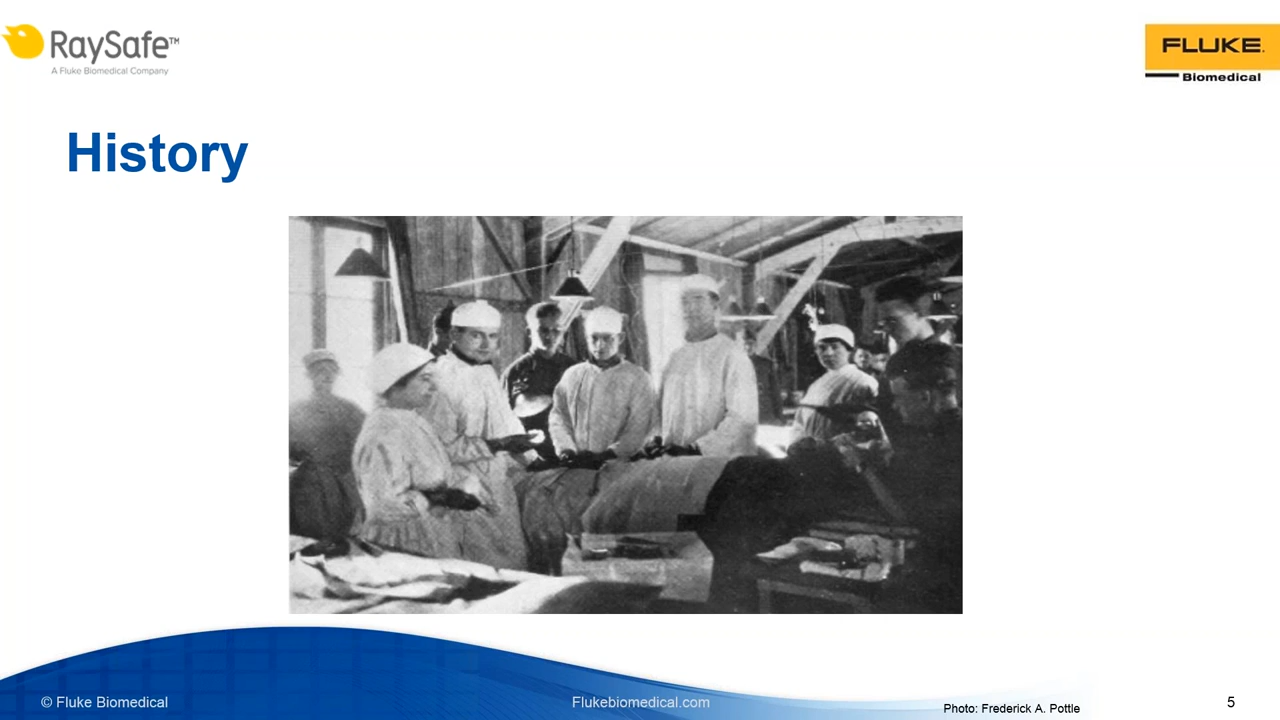 RaySafe™
A Fluke Biomedical Company
FLUKE®
Biomedical
History
© Fluke Biomedical
Flukebiomedical.com
Photo: Frederick A. Pottle
5